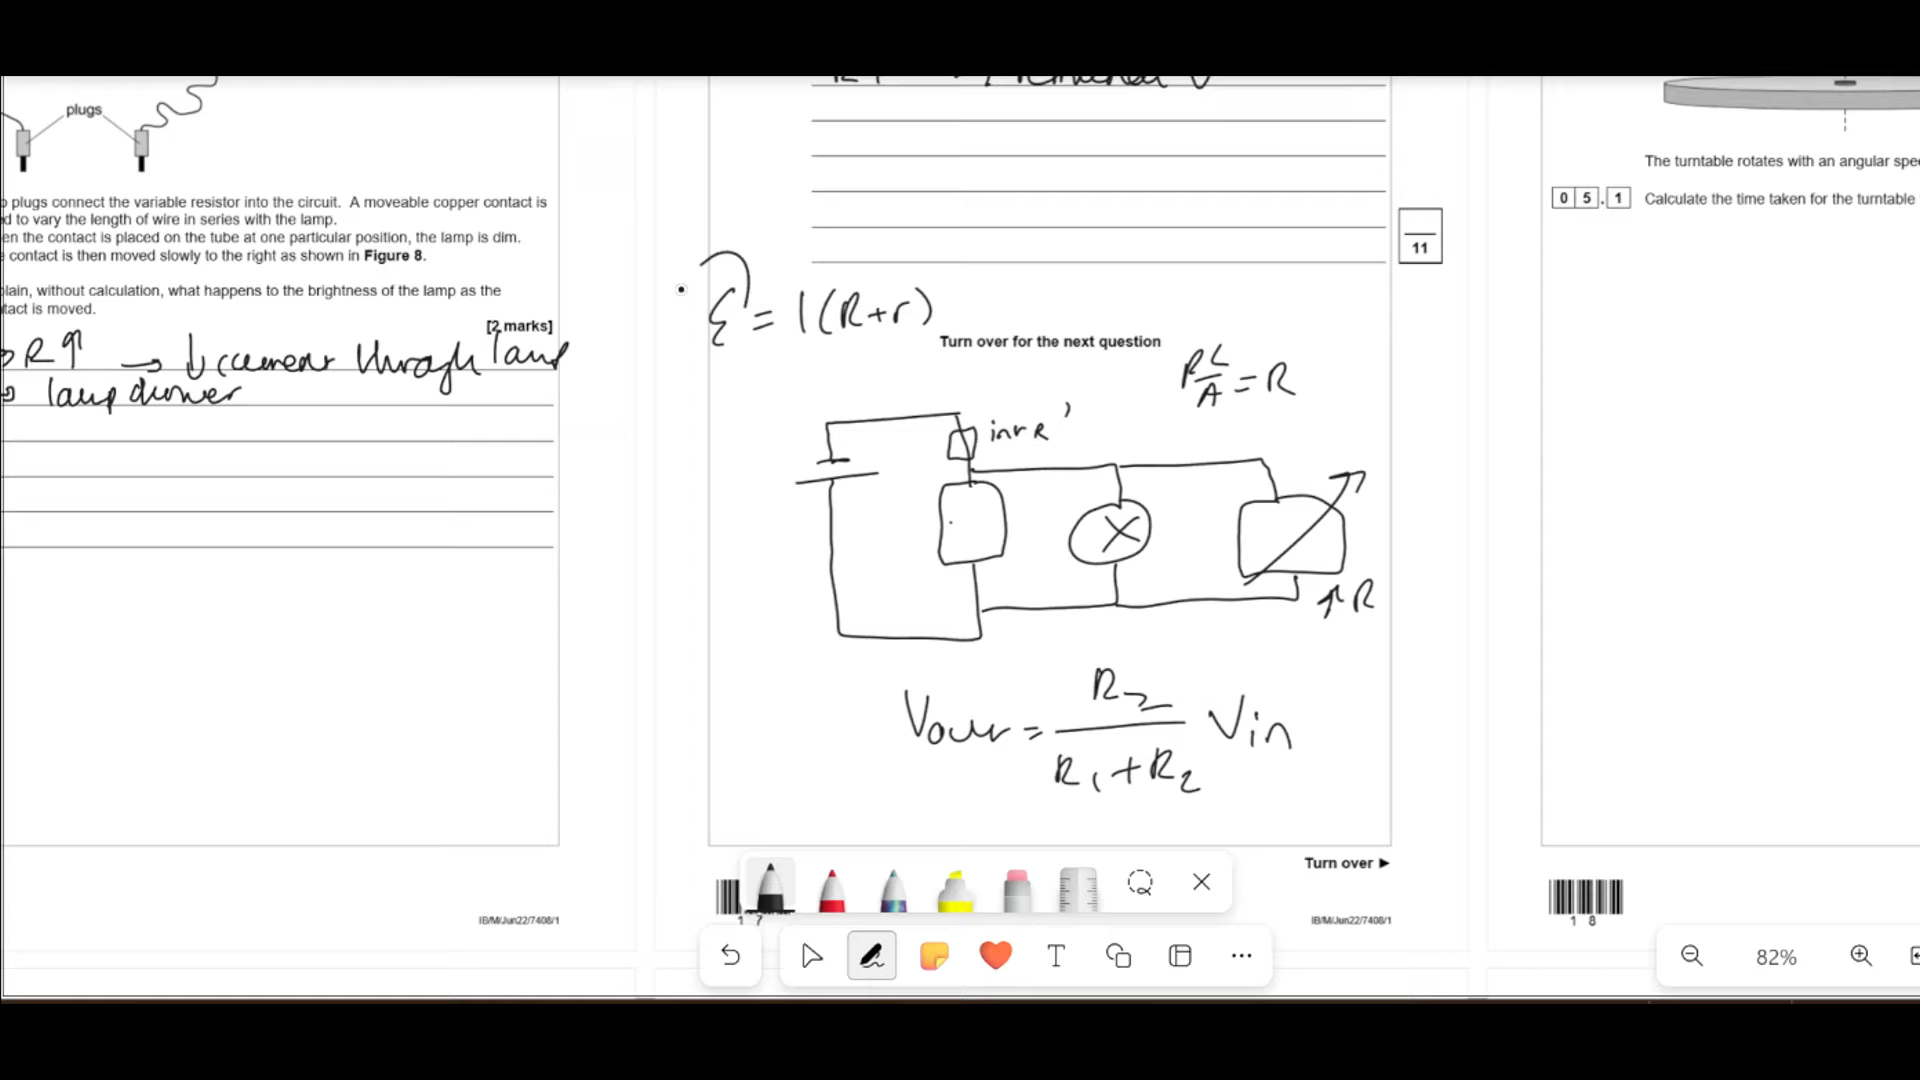 plugs
plugs connect the variable resistor into the circuit. A moveable copper contact is
d to vary the length of wire in series with the lamp.
en the contact is placed on the tube at one particular position, the lamp is dim.
contact is then moved slowly to the right as shown in Figure 8.
lain, without calculation, what happens to the brightness of the lamp as the
tact is moved.
[2 marks]
R↑ → ↓ current through lamp
lamp dimmer
IB/M/Jun22/7408/1
11
ε = I(R+r)
Turn over for the next question
ρL/A = R
int R
↑R
Vout = R2/(R1+R2) Vin
Turn over ►
1 7
IB/M/Jun22/7408/1
The turntable rotates with an angular spe
0 5 . 1 Calculate the time taken for the turntable
1 8
82%